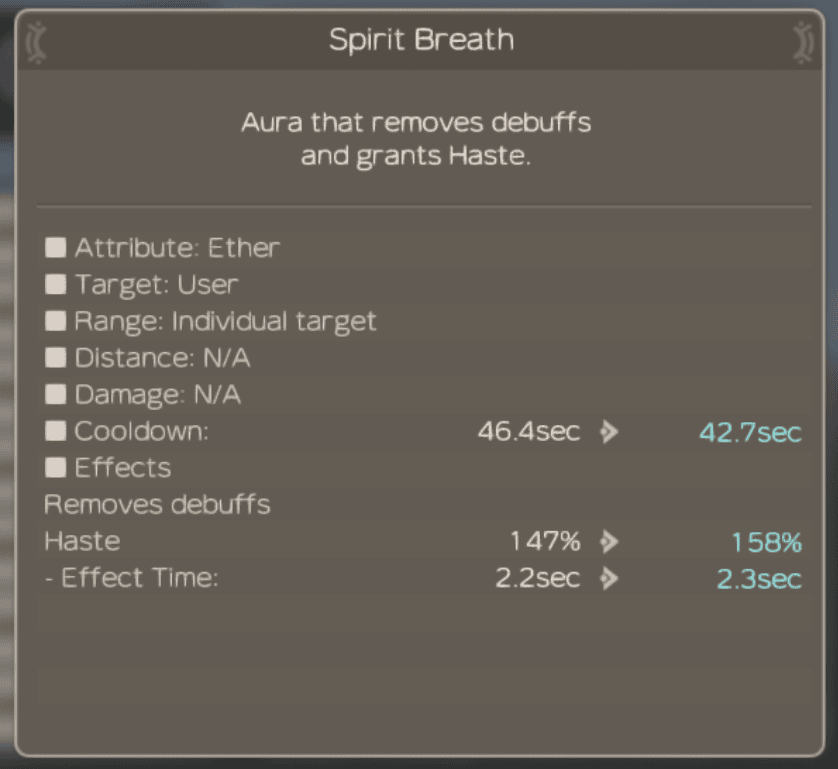 Spirit Breath
Aura that removes debuffs
and grants Haste.
Attribute: Ether
Target: User
Range: Individual target
Distance: N/A
Damage: N/A
Cooldown: 46.4sec 42.7sec
Effects
Removes debuffs
Haste 147% 158%
- Effect Time: 2.2sec 2.3sec